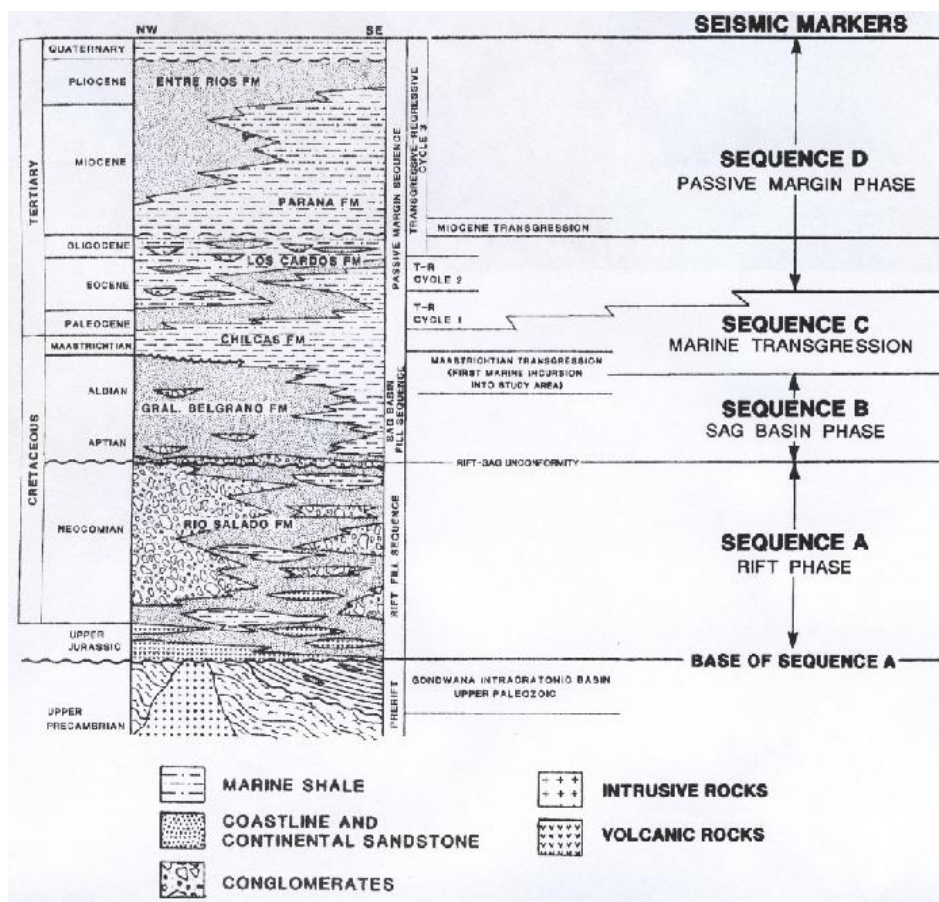 NW
SE
SEISMIC MARKERS
QUATERNARY
PLIOCENE
MIOCENE
OLIGOCENE
EOCENE
PALEOCENE
MAASTRICHTIAN
ALBIAN
APTIAN
NEOCOMIAN
UPPER
JURASSIC
UPPER
PRECAMBRIAN
TERTIARY
CRETACEOUS
ENTRE RIOS FM
PARANA FM
LOS CARDOS FM
CHILCAS FM
GRAL. BELGRANO FM
RIO SALADO FM
PASSIVE MARGIN SEQUENCE
SAG BASIN
FILL SEQUENCE
RIFT FILL SEQUENCE
PRERIFT
TRANSGRESSIVE-REGRESSIVE
CYCLE 3
MIOCENE TRANSGRESSION
T-R
CYCLE 2
T-R
CYCLE 1
MAASTRICHTIAN TRANSGRESSION
(FIRST MARINE INCURSION
INTO STUDY AREA)
RIFT-SAG UNCONFORMITY
GONDWANA INTRAORATONIC BASIN
UPPER PALEOZOIC
SEQUENCE D
PASSIVE MARGIN PHASE
SEQUENCE C
MARINE TRANSGRESSION
SEQUENCE B
SAG BASIN PHASE
SEQUENCE A
RIFT PHASE
BASE OF SEQUENCE A
MARINE SHALE
COASTLINE AND
CONTINENTAL SANDSTONE
CONGLOMERATES
INTRUSIVE ROCKS
VOLCANIC ROCKS